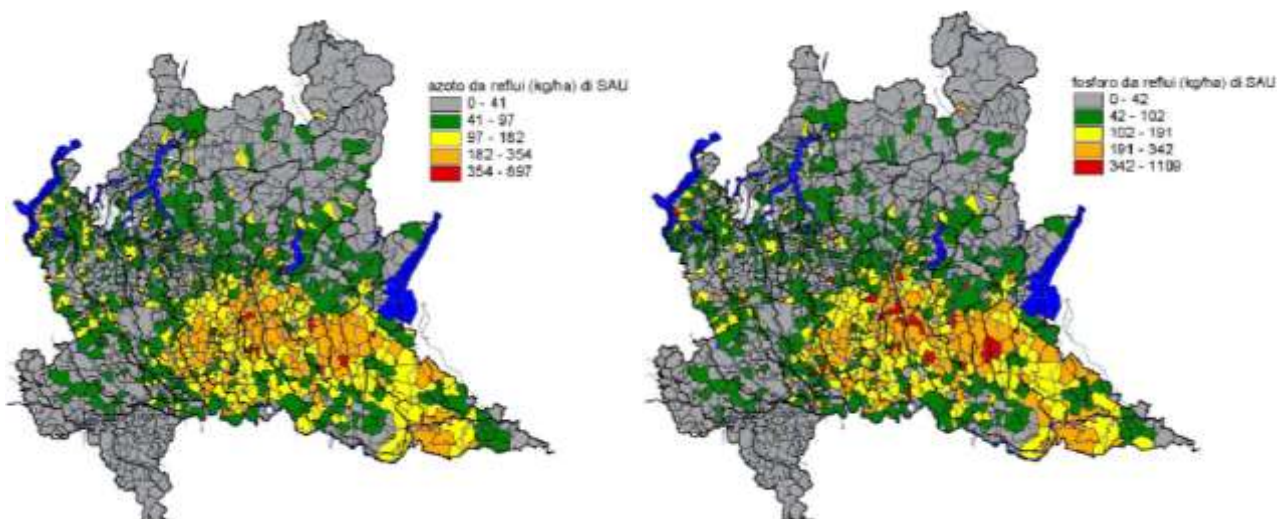 azoto da reflui (kg/ha) di SAU
0 - 41
41 - 97
97 - 182
182 - 354
354 - 897
fosforo da reflui (kg/ha) di SAU
0 - 42
42 - 102
102 - 191
191 - 342
342 - 1109